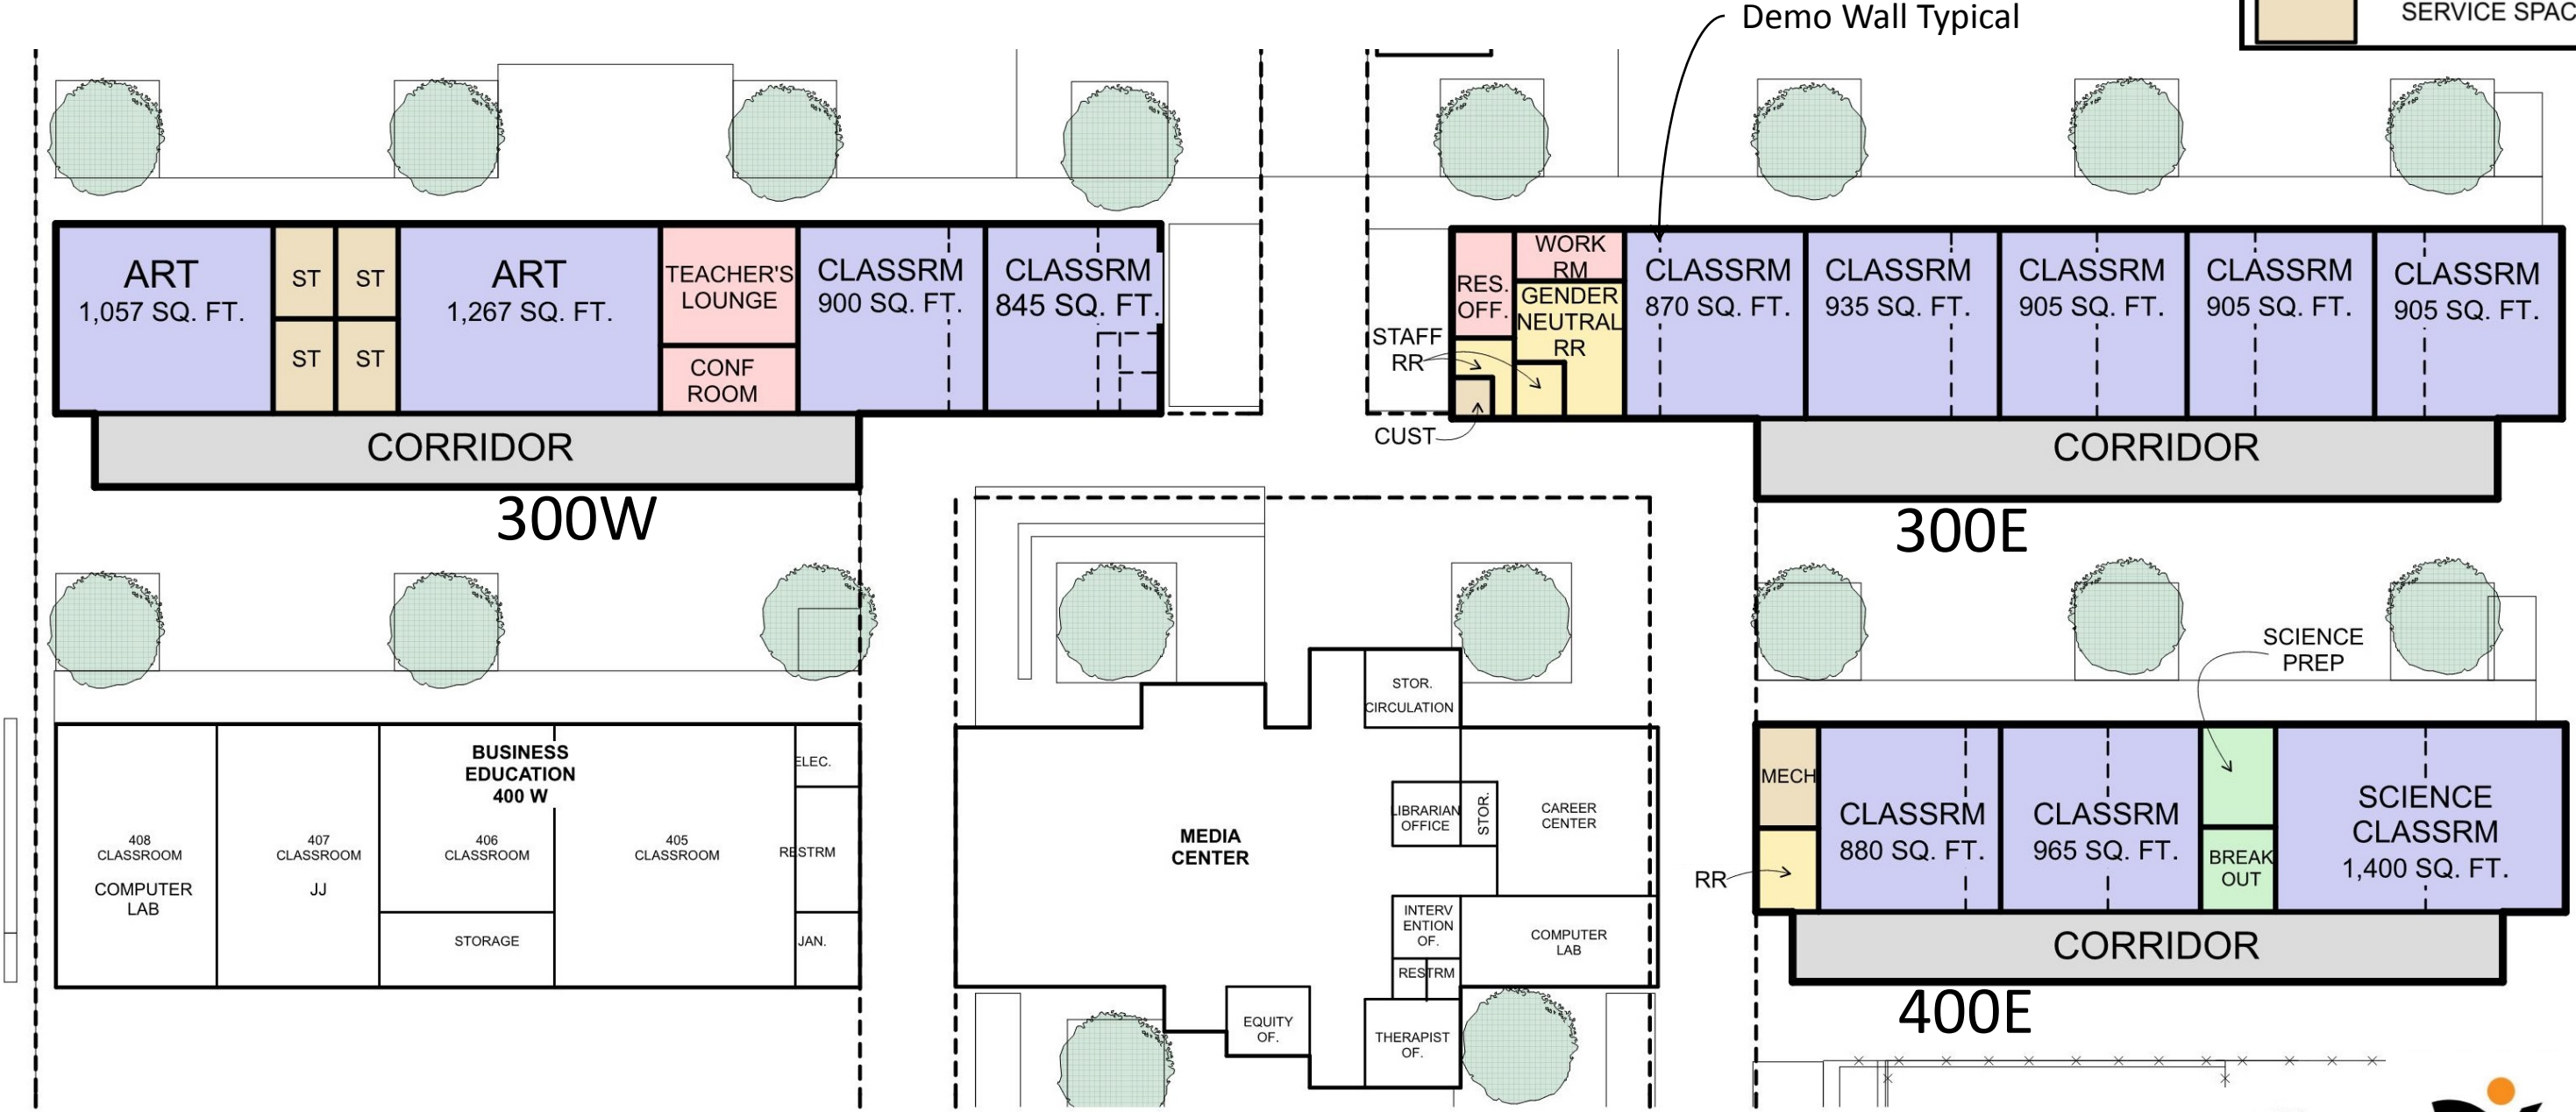 Demo Wall Typical
SERVICE SPAC
ART
1,057 SQ. FT.
ST
ST
ST
ST
ART
1,267 SQ. FT.
TEACHER'S
LOUNGE
CONF
ROOM
CLASSRM
900 SQ. FT.
CLASSRM
845 SQ. FT.
CORRIDOR
300W
RES.
OFF.
WORK
RM
GENDER
NEUTRAL
RR
STAFF
RR
CUST
CLASSRM
870 SQ. FT.
CLASSRM
935 SQ. FT.
CLASSRM
905 SQ. FT.
CLASSRM
905 SQ. FT.
CLASSRM
905 SQ. FT.
CORRIDOR
300E
BUSINESS
EDUCATION
400 W
408
CLASSROOM
COMPUTER
LAB
407
CLASSROOM
JJ
406
CLASSROOM
STORAGE
405
CLASSROOM
ELEC.
RESTRM
JAN.
MEDIA
CENTER
STOR.
CIRCULATION
LIBRARIAN
OFFICE
STOR.
CAREER
CENTER
INTERV
ENTION
OF.
COMPUTER
LAB
RESTRM
EQUITY
OF.
THERAPIST
OF.
SCIENCE
PREP
MECH
RR
CLASSRM
880 SQ. FT.
CLASSRM
965 SQ. FT.
BREAK
OUT
SCIENCE
CLASSRM
1,400 SQ. FT.
CORRIDOR
400E